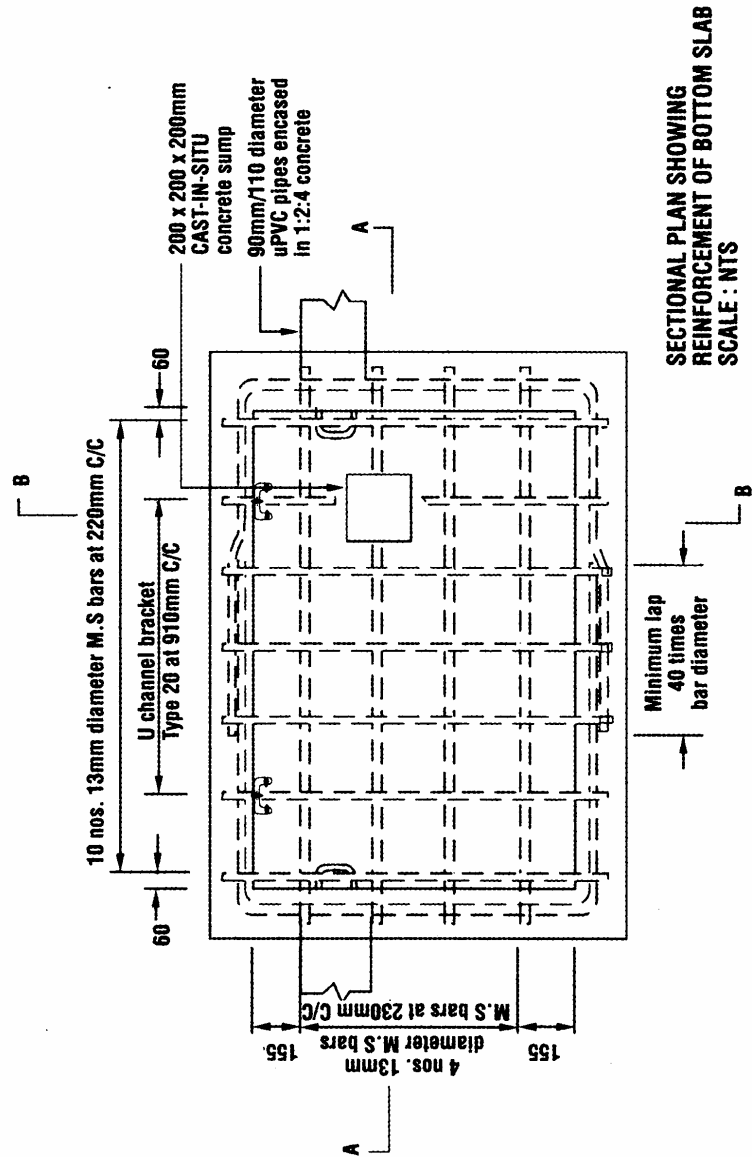 B
10 nos. 13mm diameter M.S bars at 220mm C/C
60
60
U channel bracket
Type 20 at 910mm C/C
200 x 200 x 200mm
CAST-IN-SITU
concrete sump
90mm/110 diameter
uPVC pipes encased
in 1:2:4 concrete
A
A
155
4 nos. 13mm
diameter M.S bars
M.S bars at 230mm C/C
155
Minimum lap
40 times
bar diameter
B
SECTIONAL PLAN SHOWING
REINFORCEMENT OF BOTTOM SLAB
SCALE : NTS